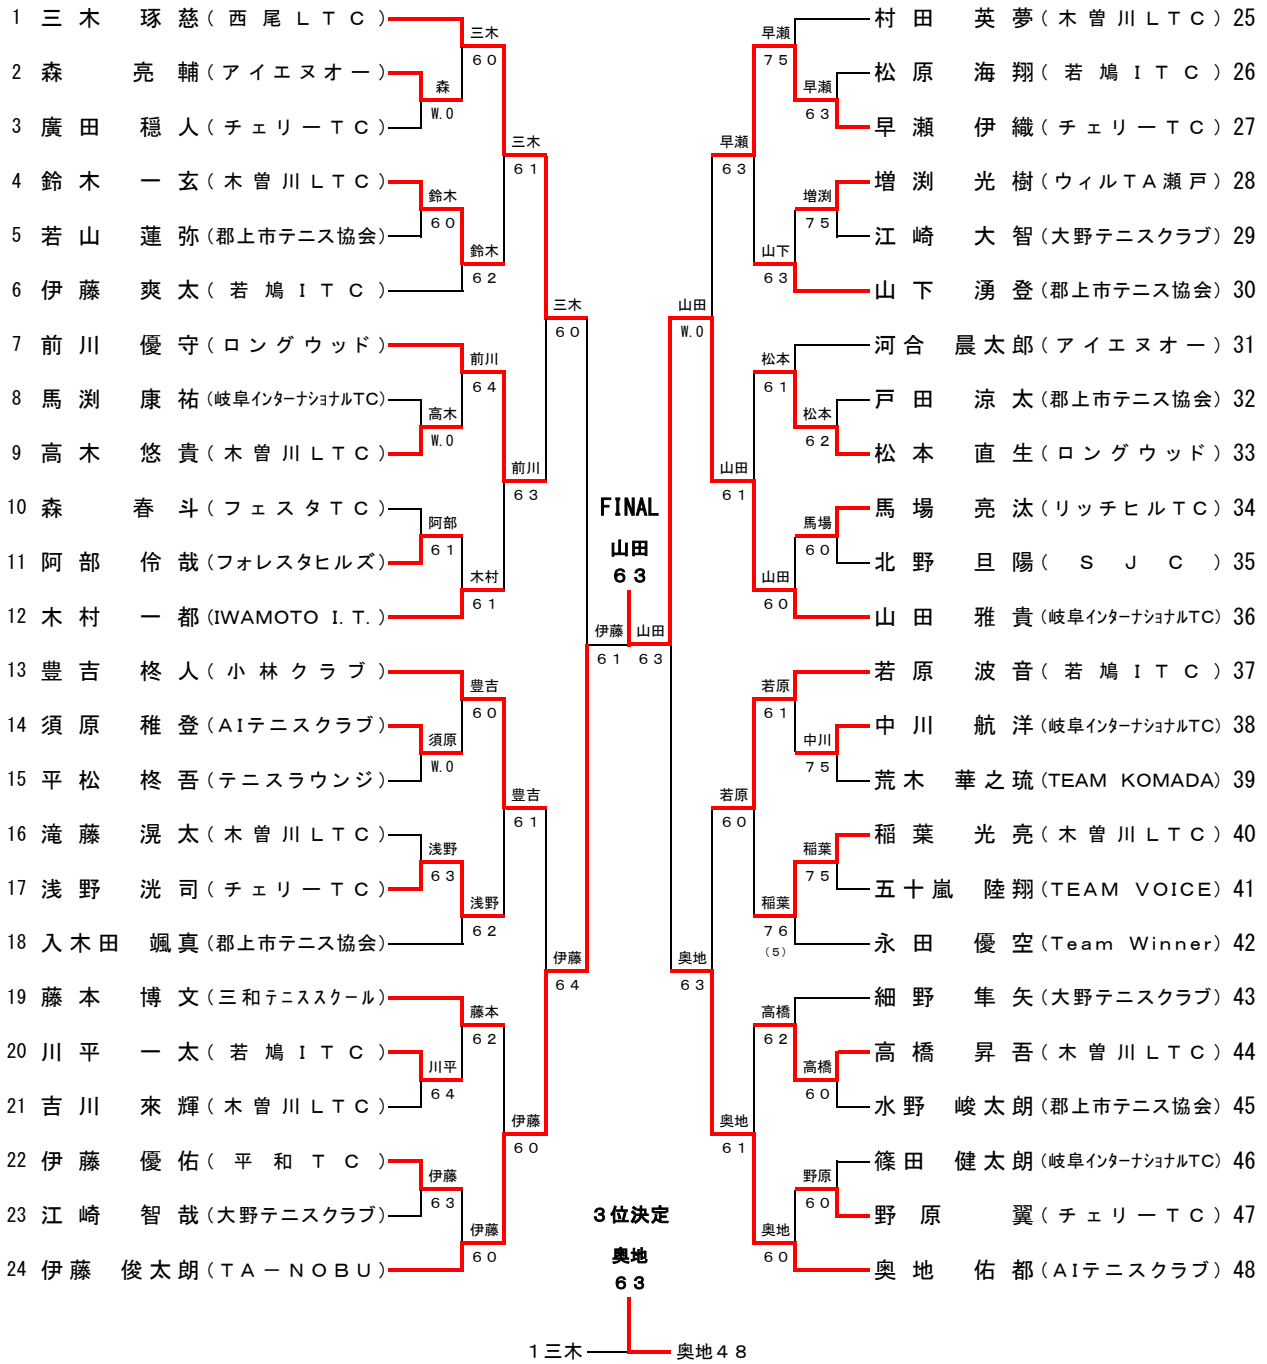 1 三木 琢慈 (西尾LTC)
2 森 亮輔 (アイエヌオー)
3 廣田 穏人 (チェリーTC)
4 鈴木 一玄 (木曽川LTC)
5 若山 蓮弥 (郡上市テニス協会)
6 伊藤 爽太 (若鳩ITC)
7 前川 優守 (ロングウッド)
8 馬渕 康祐 (岐阜インターナショナルTC)
9 高木 悠貴 (木曽川LTC)
10 森 春斗 (フェスタTC)
11 阿部 伶哉 (フォレスタヒルズ)
12 木村 一都 (IWAMOTO I.T.)
13 豊吉 柊人 (小林クラブ)
14 須原 稚登 (AIテニスクラブ)
15 平松 柊吾 (テニスラウンジ)
16 滝藤 滉太 (木曽川LTC)
17 浅野 洸司 (チェリーTC)
18 入木田 颯真 (郡上市テニス協会)
19 藤本 博文 (三和テニススクール)
20 川平 一太 (若鳩ITC)
21 吉川 來輝 (木曽川LTC)
22 伊藤 優佑 (平和TC)
23 江崎 智哉 (大野テニスクラブ)
24 伊藤 俊太朗 (TA-NOBU)
森
W.0
鈴木
60
高木
W.0
阿部
61
須原
W.0
浅野
63
川平
64
伊藤
63
三木
60
鈴木
62
前川
64
木村
61
豊吉
60
浅野
62
藤本
62
伊藤
60
三木
61
前川
63
豊吉
61
伊藤
60
三木
60
伊藤
64
伊藤
61
FINAL
山田
63
山田
63
山田
W.0
奥地
63
早瀬
63
山田
61
若原
60
奥地
61
早瀬
75
山下
63
松本
61
山田
60
若原
61
稲葉
76
(5)
高橋
62
奥地
60
早瀬
63
増渕
75
松本
62
馬場
60
中川
75
稲葉
75
高橋
60
野原
60
村田 英夢 (木曽川LTC) 25
松原 海翔 (若鳩ITC) 26
早瀬 伊織 (チェリーTC) 27
増渕 光樹 (ウィルTA瀬戸) 28
江崎 大智 (大野テニスクラブ) 29
山下 湧登 (郡上市テニス協会) 30
河合 晨太郎 (アイエヌオー) 31
戸田 涼太 (郡上市テニス協会) 32
松本 直生 (ロングウッド) 33
馬場 亮汰 (リッチヒルTC) 34
北野 旦陽 (SJC) 35
山田 雅貴 (岐阜インターナショナルTC) 36
若原 波音 (若鳩ITC) 37
中川 航洋 (岐阜インターナショナルTC) 38
荒木 華之琉 (TEAM KOMADA) 39
稲葉 光亮 (木曽川LTC) 40
五十嵐 陸翔 (TEAM VOICE) 41
永田 優空 (Team Winner) 42
細野 隼矢 (大野テニスクラブ) 43
高橋 昇吾 (木曽川LTC) 44
水野 峻太朗 (郡上市テニス協会) 45
篠田 健太朗 (岐阜インターナショナルTC) 46
野原 翼 (チェリーTC) 47
奥地 佑都 (AIテニスクラブ) 48
3位決定
奥地
63
1三木
奥地48